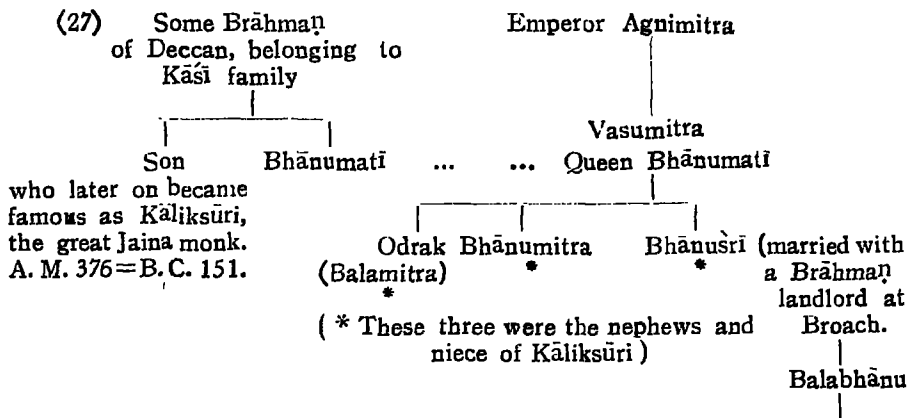 (27) Some Brāhmaṇ Emperor Agnimitra
of Deccan, belonging to
Kāśī family
Vasumitra
Son Bhānumatī ... ... Queen Bhānumatī
who later on became
famous as Kāliksūri,
the great Jaina monk.
A. M. 376=B. C. 151.
Odrak Bhānumitra Bhānuśrī (married with
(Balamitra) * * a Brāhmaṇ
* landlord at
( * These three were the nephews and Broach.
niece of Kāliksūri )
Balabhānu